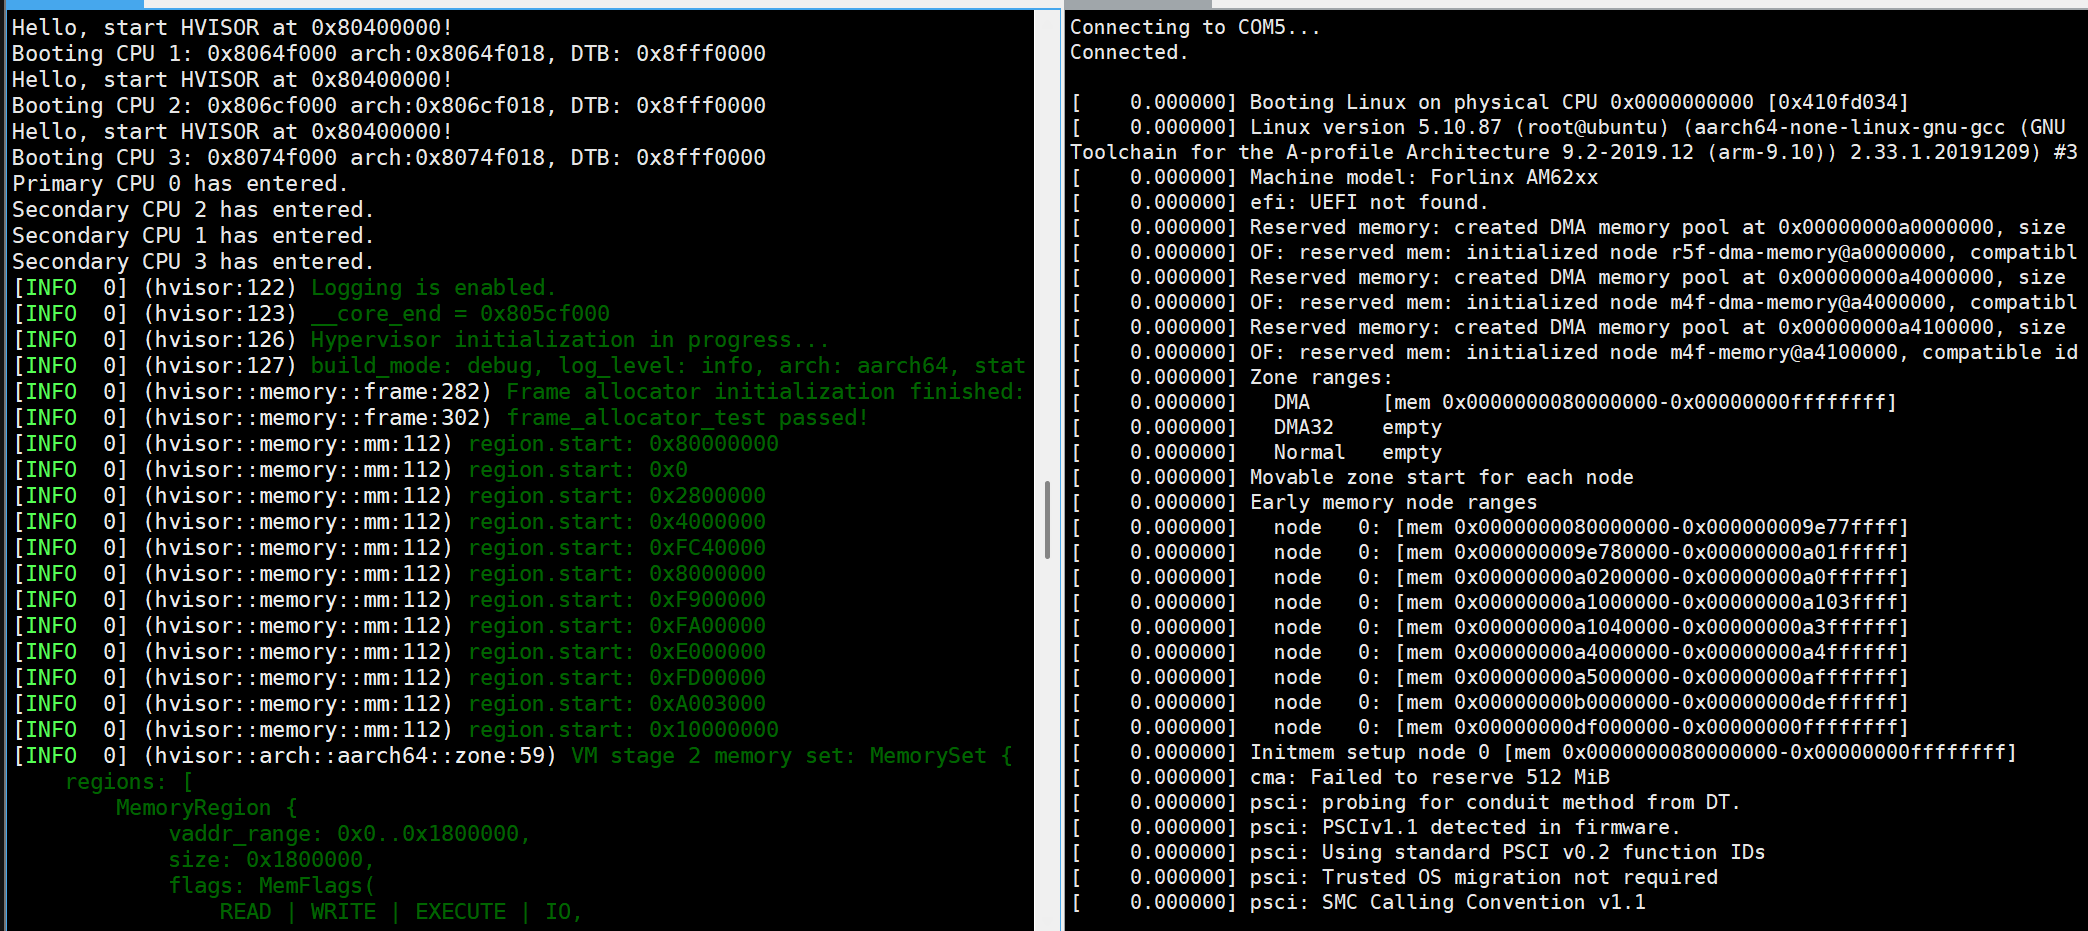 Hello, start HVISOR at 0x80400000!
Booting CPU 1: 0x8064f000 arch:0x8064f018, DTB: 0x8fff0000
Hello, start HVISOR at 0x80400000!
Booting CPU 2: 0x806cf000 arch:0x806cf018, DTB: 0x8fff0000
Hello, start HVISOR at 0x80400000!
Booting CPU 3: 0x8074f000 arch:0x8074f018, DTB: 0x8fff0000
Primary CPU 0 has entered.
Secondary CPU 2 has entered.
Secondary CPU 1 has entered.
Secondary CPU 3 has entered.
[INFO  0] (hvisor:122) Logging is enabled.
[INFO  0] (hvisor:123) __core_end = 0x805cf000
[INFO  0] (hvisor:126) Hypervisor initialization in progress...
[INFO  0] (hvisor:127) build_mode: debug, log_level: info, arch: aarch64, stat
[INFO  0] (hvisor::memory::frame:282) Frame allocator initialization finished:
[INFO  0] (hvisor::memory::frame:302) frame_allocator_test passed!
[INFO  0] (hvisor::memory::mm:112) region.start: 0x80000000
[INFO  0] (hvisor::memory::mm:112) region.start: 0x0
[INFO  0] (hvisor::memory::mm:112) region.start: 0x2800000
[INFO  0] (hvisor::memory::mm:112) region.start: 0x4000000
[INFO  0] (hvisor::memory::mm:112) region.start: 0xFC40000
[INFO  0] (hvisor::memory::mm:112) region.start: 0x8000000
[INFO  0] (hvisor::memory::mm:112) region.start: 0xF900000
[INFO  0] (hvisor::memory::mm:112) region.start: 0xFA00000
[INFO  0] (hvisor::memory::mm:112) region.start: 0xE000000
[INFO  0] (hvisor::memory::mm:112) region.start: 0xFD00000
[INFO  0] (hvisor::memory::mm:112) region.start: 0xA003000
[INFO  0] (hvisor::memory::mm:112) region.start: 0x10000000
[INFO  0] (hvisor::arch::aarch64::zone:59) VM stage 2 memory set: MemorySet {
    regions: [
        MemoryRegion {
            vaddr_range: 0x0..0x1800000,
            size: 0x1800000,
            flags: MemFlags(
                READ | WRITE | EXECUTE | IO,
Connecting to COM5...
Connected.
[    0.000000] Booting Linux on physical CPU 0x0000000000 [0x410fd034]
[    0.000000] Linux version 5.10.87 (root@ubuntu) (aarch64-none-linux-gnu-gcc (GNU
Toolchain for the A-profile Architecture 9.2-2019.12 (arm-9.10)) 2.33.1.20191209) #3
[    0.000000] Machine model: Forlinx AM62xx
[    0.000000] efi: UEFI not found.
[    0.000000] Reserved memory: created DMA memory pool at 0x00000000a0000000, size
[    0.000000] OF: reserved mem: initialized node r5f-dma-memory@a0000000, compatibl
[    0.000000] Reserved memory: created DMA memory pool at 0x00000000a4000000, size
[    0.000000] OF: reserved mem: initialized node m4f-dma-memory@a4000000, compatibl
[    0.000000] Reserved memory: created DMA memory pool at 0x00000000a4100000, size
[    0.000000] OF: reserved mem: initialized node m4f-memory@a4100000, compatible id
[    0.000000] Zone ranges:
[    0.000000]   DMA      [mem 0x0000000080000000-0x00000000ffffffff]
[    0.000000]   DMA32    empty
[    0.000000]   Normal   empty
[    0.000000] Movable zone start for each node
[    0.000000] Early memory node ranges
[    0.000000]   node   0: [mem 0x0000000080000000-0x000000009e77ffff]
[    0.000000]   node   0: [mem 0x000000009e780000-0x00000000a01fffff]
[    0.000000]   node   0: [mem 0x00000000a0200000-0x00000000a0ffffff]
[    0.000000]   node   0: [mem 0x00000000a1000000-0x00000000a103ffff]
[    0.000000]   node   0: [mem 0x00000000a1040000-0x00000000a3ffffff]
[    0.000000]   node   0: [mem 0x00000000a4000000-0x00000000a4ffffff]
[    0.000000]   node   0: [mem 0x00000000a5000000-0x00000000afffffff]
[    0.000000]   node   0: [mem 0x00000000b0000000-0x00000000deffffff]
[    0.000000]   node   0: [mem 0x00000000df000000-0x00000000ffffffff]
[    0.000000] Initmem setup node 0 [mem 0x0000000080000000-0x00000000ffffffff]
[    0.000000] cma: Failed to reserve 512 MiB
[    0.000000] psci: probing for conduit method from DT.
[    0.000000] psci: PSCIv1.1 detected in firmware.
[    0.000000] psci: Using standard PSCI v0.2 function IDs
[    0.000000] psci: Trusted OS migration not required
[    0.000000] psci: SMC Calling Convention v1.1